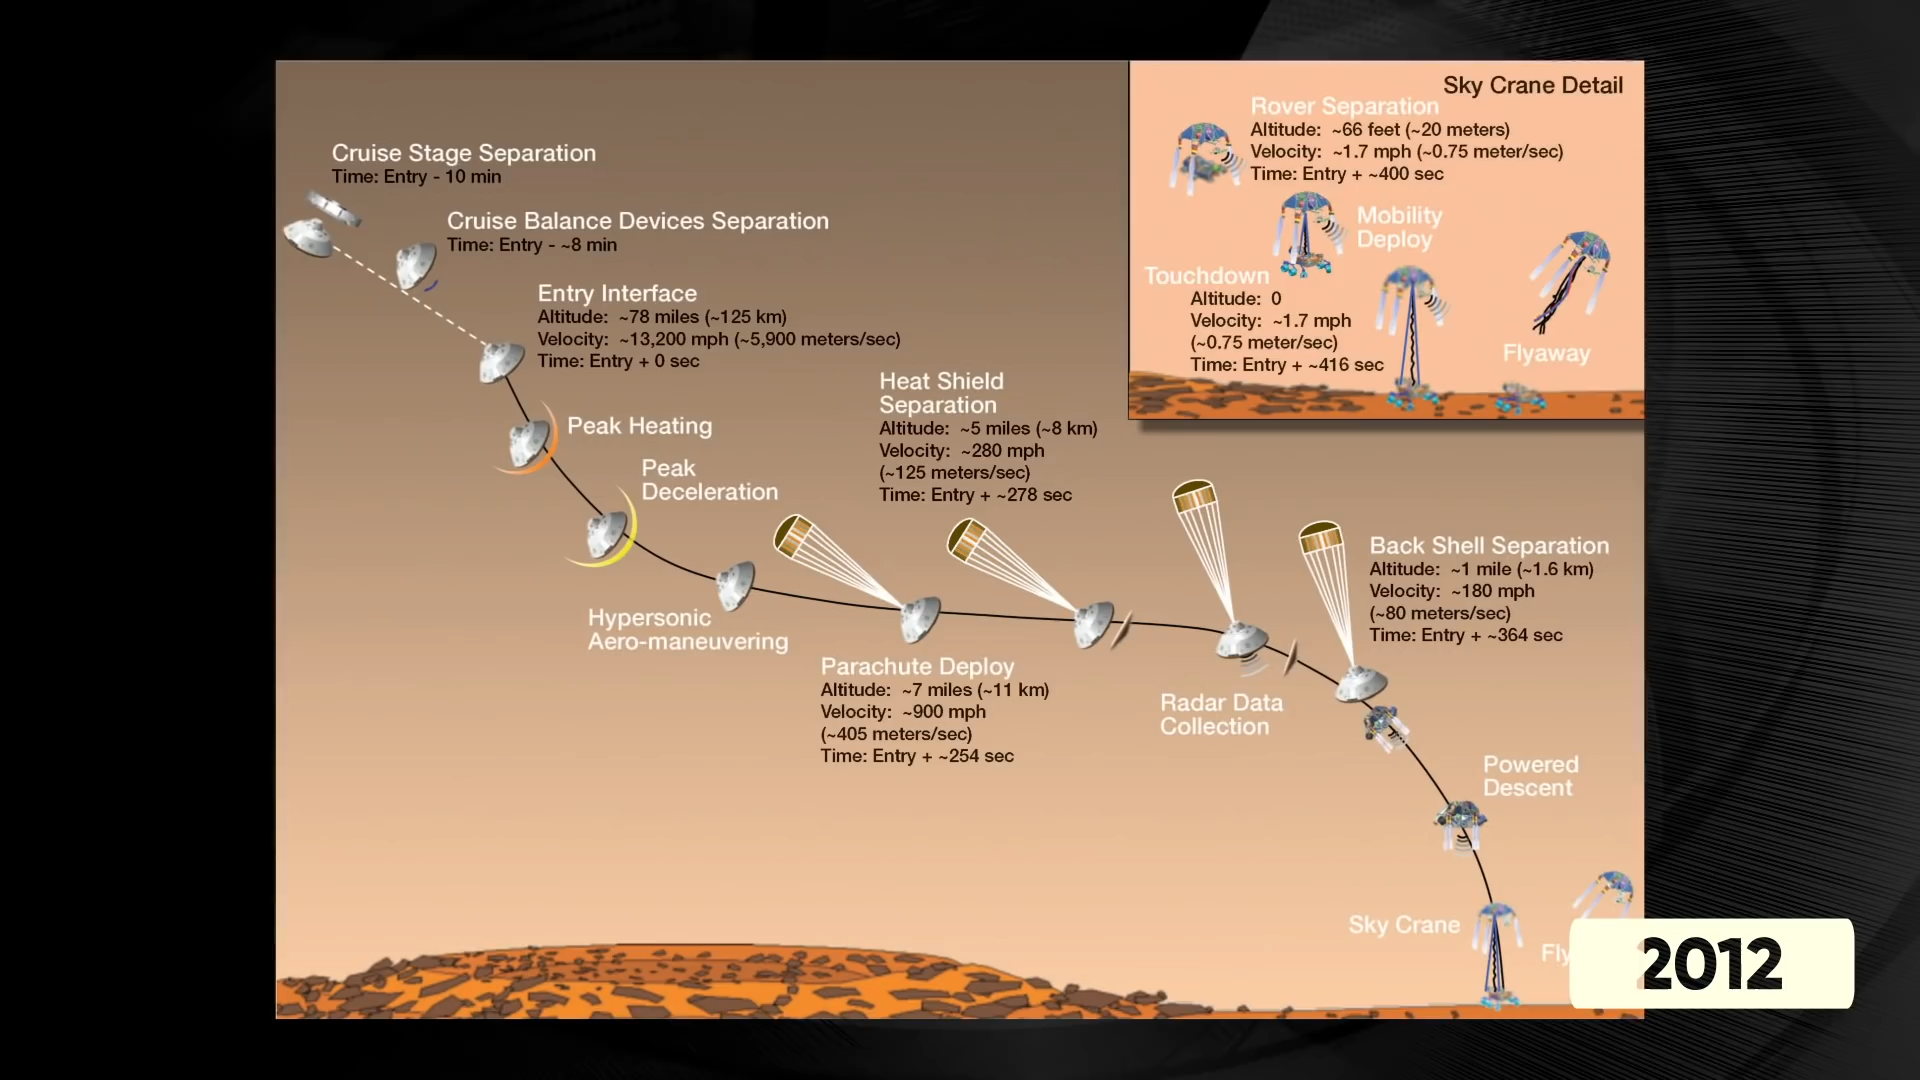 Sky Crane Detail
Rover Separation
Altitude: ~66 feet (~20 meters)
Velocity: ~1.7 mph (~0.75 meter/sec)
Time: Entry + ~400 sec
Cruise Stage Separation
Time: Entry - 10 min
Cruise Balance Devices Separation
Time: Entry - ~8 min
Mobility
Deploy
Touchdown
Altitude: 0
Velocity: ~1.7 mph
(~0.75 meter/sec)
Time: Entry + ~416 sec
Flyaway
Entry Interface
Altitude: ~78 miles (~125 km)
Velocity: ~13,200 mph (~5,900 meters/sec)
Time: Entry + 0 sec
Peak Heating
Peak
Deceleration
Heat Shield
Separation
Altitude: ~5 miles (~8 km)
Velocity: ~280 mph
(~125 meters/sec)
Time: Entry + ~278 sec
Hypersonic
Aero-maneuvering
Parachute Deploy
Altitude: ~7 miles (~11 km)
Velocity: ~900 mph
(~405 meters/sec)
Time: Entry + ~254 sec
Radar Data
Collection
Back Shell Separation
Altitude: ~1 mile (~1.6 km)
Velocity: ~180 mph
(~80 meters/sec)
Time: Entry + ~364 sec
Powered
Descent
Sky Crane
2012